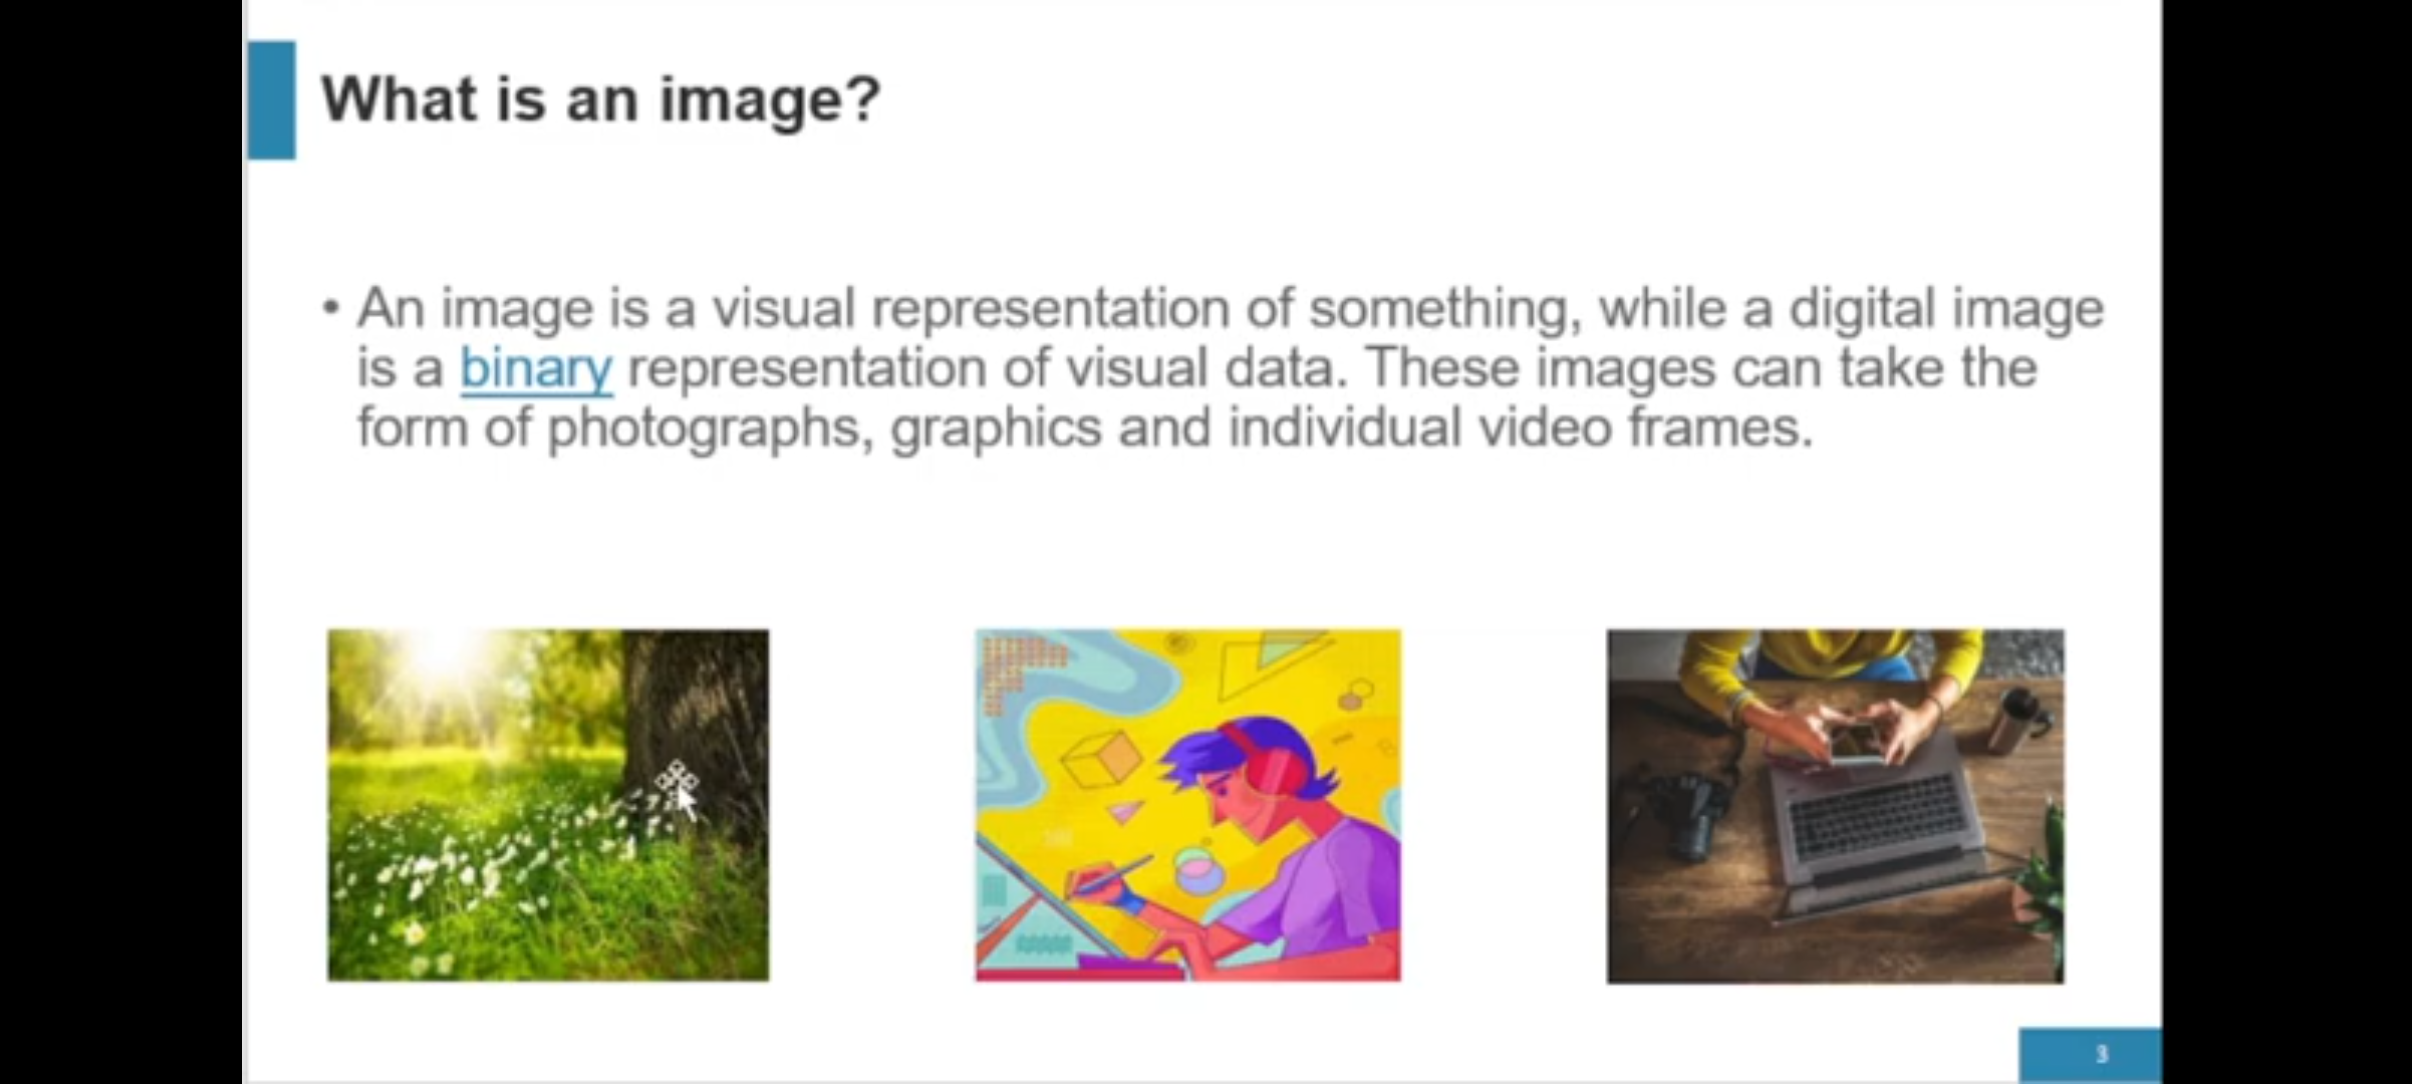 What is an image?
• An image is a visual representation of something, while a digital image
is a binary representation of visual data. These images can take the
form of photographs, graphics and individual video frames.
3